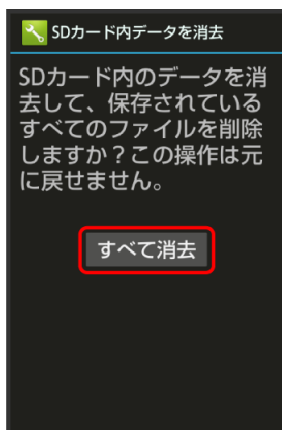 SDカード内データを消去
SDカード内のデータを消
去して、保存されている
すべてのファイルを削除
しますか？この操作は元
に戻せません。
すべて消去